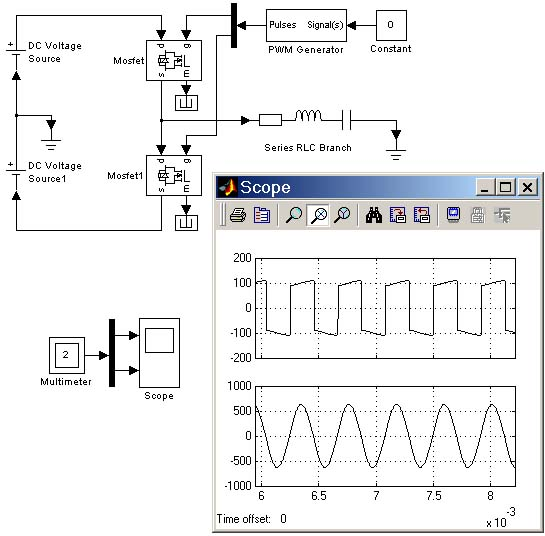 +
DC Voltage
Source
+
DC Voltage
Source1
Mosfet
d
g
s
m
Mosfet1
d
g
s
m
Pulses
Signal(s)
PWM Generator
0
Constant
Series RLC Branch
2
Multimeter
Scope
Scope
200
100
0
-100
-200
1000
500
0
-500
-1000
6
6.5
7
7.5
8
x 10
-3
Time offset: 0